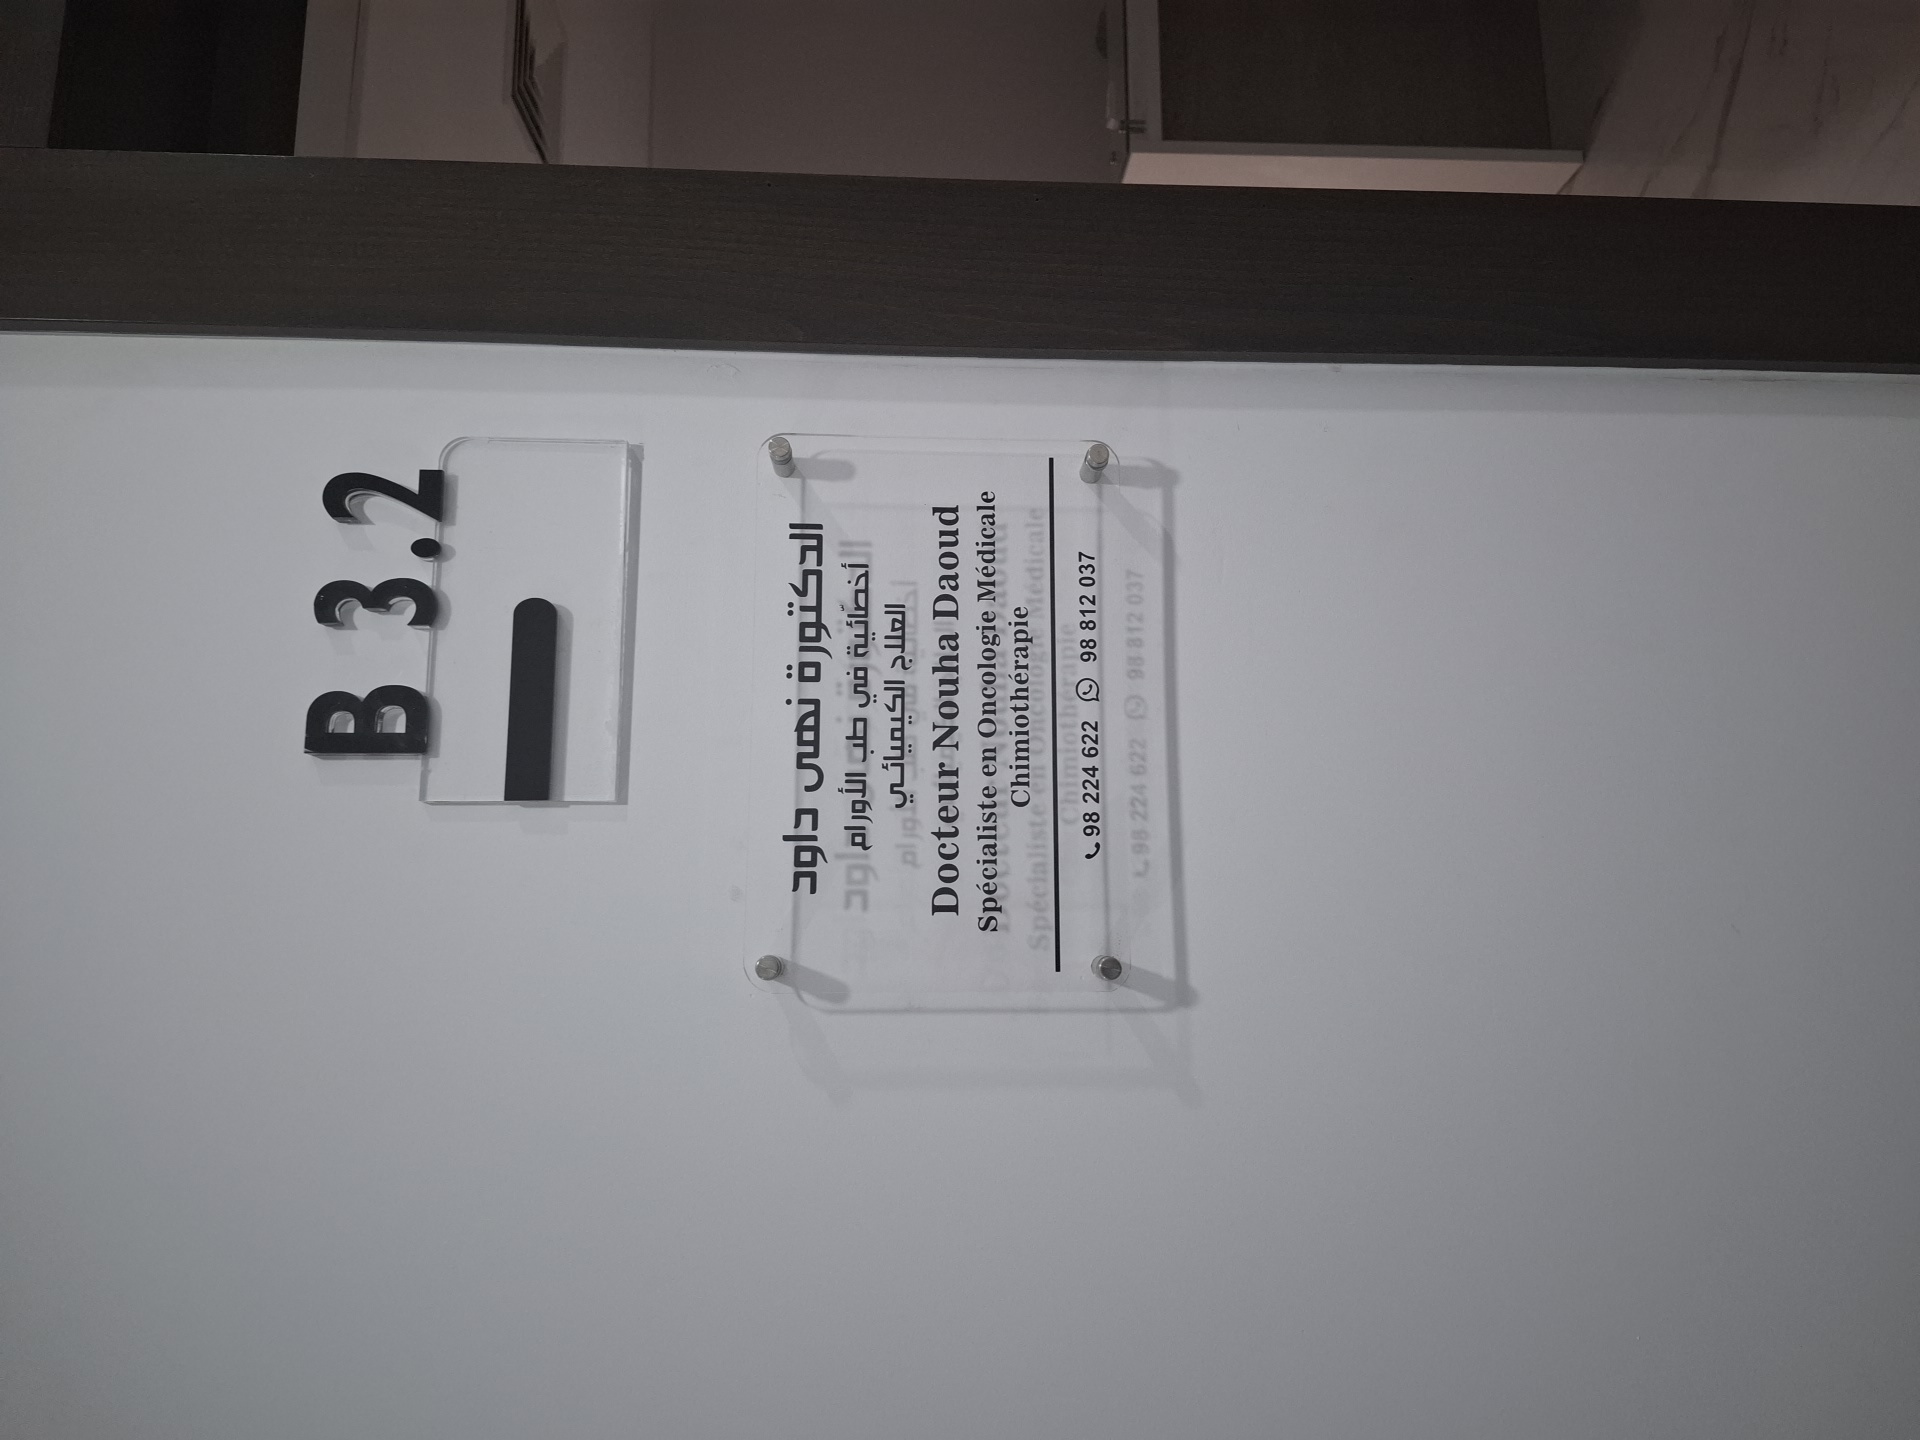 B 3.2
الدكتورة نهى داود
أخصّائية في طب الأورام
العلاج الكيميائي
Docteur Nouha Daoud
Spécialiste en Oncologie Médicale
Chimiothérapie
98 224 622 98 812 037